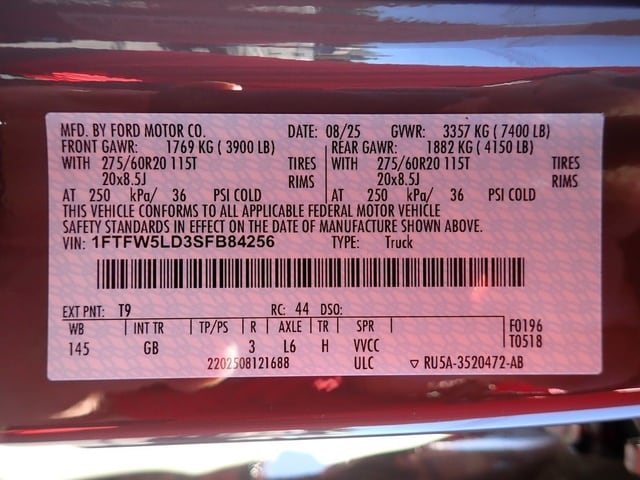 MFD. BY FORD MOTOR CO. DATE: 08/25 GVWR: 3357 KG ( 7400 LB)
FRONT GAWR: 1769 KG ( 3900 LB) REAR GAWR: 1882 KG ( 4150 LB)
WITH 275/60R20 115T TIRES WITH 275/60R20 115T TIRES
20x8.5J RIMS 20x8.5J RIMS
AT 250 kPa/ 36 PSI COLD AT 250 kPa/ 36 PSI COLD
THIS VEHICLE CONFORMS TO ALL APPLICABLE FEDERAL MOTOR VEHICLE
SAFETY STANDARDS IN EFFECT ON THE DATE OF MANUFACTURE SHOWN ABOVE.
VIN: 1FTFW5LD3SFB84256 TYPE: Truck
EXT PNT: T9 RC: 44 DSO:
WB INT TR TP/PS R AXLE TR SPR F0196
145 GB 3 L6 H VVCC T0518
2202508121688 ULC ▽ RU5A-3520472-AB